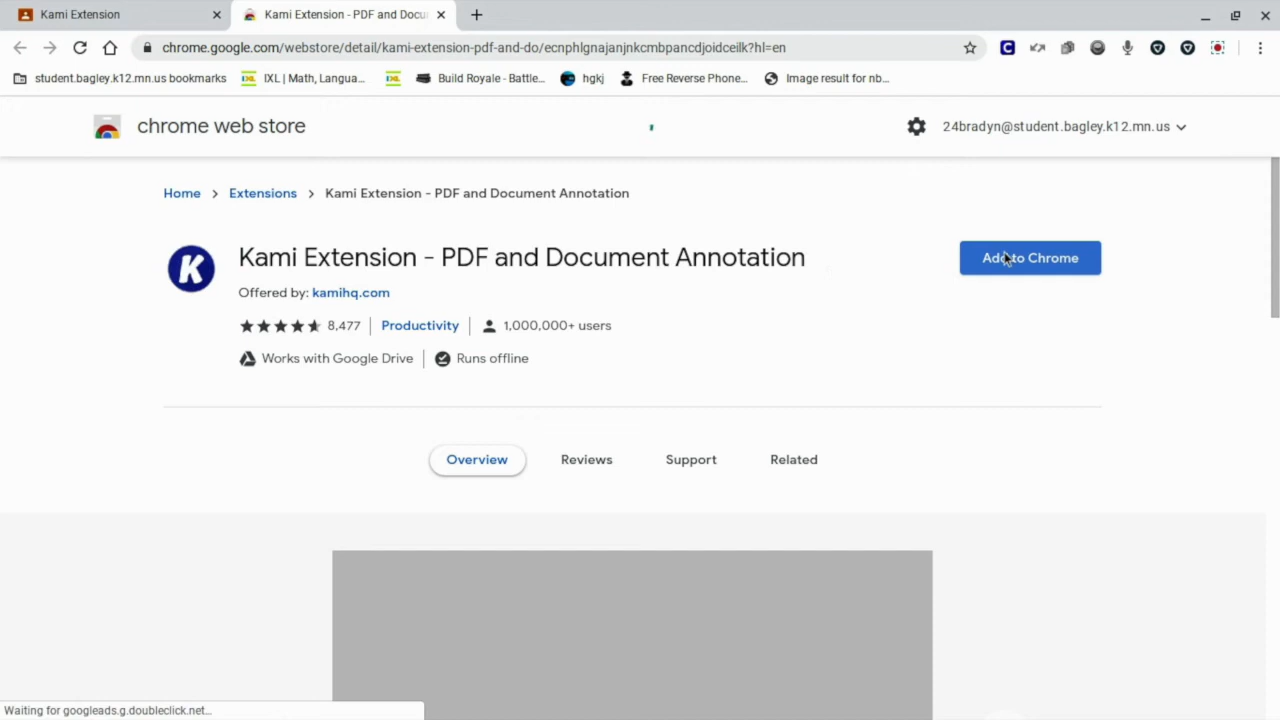 Kami Extension
Kami Extension - PDF and Docu
chrome.google.com/webstore/detail/kami-extension-pdf-and-do/ecnphlgnajanjnkcmbpancdjoidceilk?hl=en
student.bagley.k12.mn.us bookmarks
IXL | Math, Langua...
Build Royale - Battle...
hgkj
Free Reverse Phone...
Image result for nb...
chrome web store
24bradyn@student.bagley.k12.mn.us
Home > Extensions > Kami Extension - PDF and Document Annotation
K
Kami Extension - PDF and Document Annotation
Add to Chrome
Offered by: kamihq.com
8,477
Productivity
1,000,000+ users
Works with Google Drive
Runs offline
Overview
Reviews
Support
Related
Waiting for googleads.g.doubleclick.net...